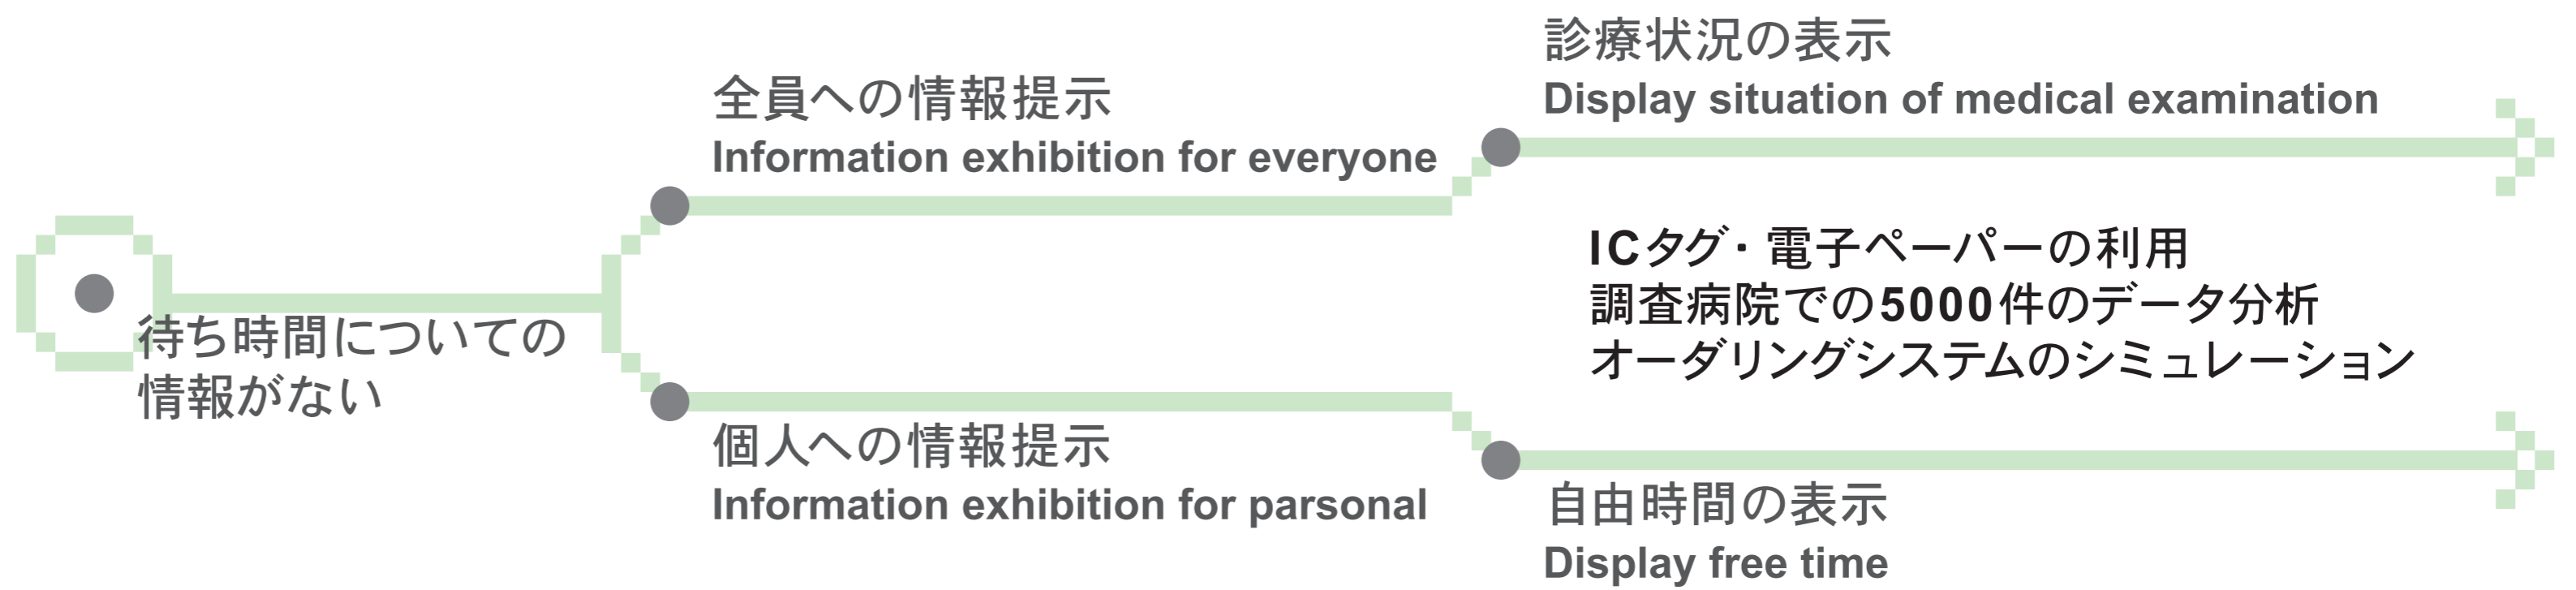 待ち時間についての
情報がない
全員への情報提示
Information exhibition for everyone
個人への情報提示
Information exhibition for parsonal
診療状況の表示
Display situation of medical examination
ICタグ・電子ペーパーの利用
調査病院での5000件のデータ分析
オーダリングシステムのシミュレーション
自由時間の表示
Display free time